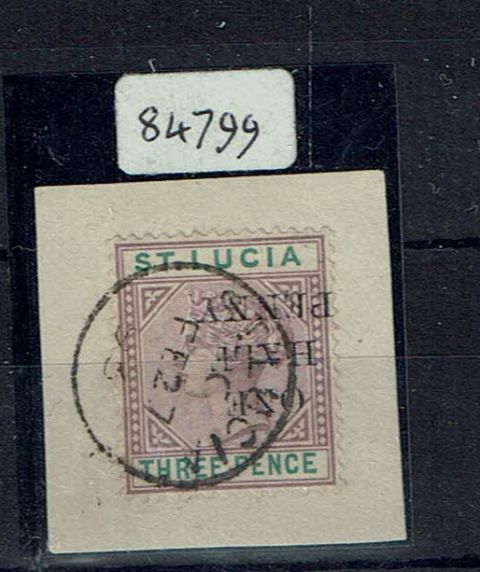 84799
ST. LUCIA
ONE
HALF
PENNY
THREE PENCE